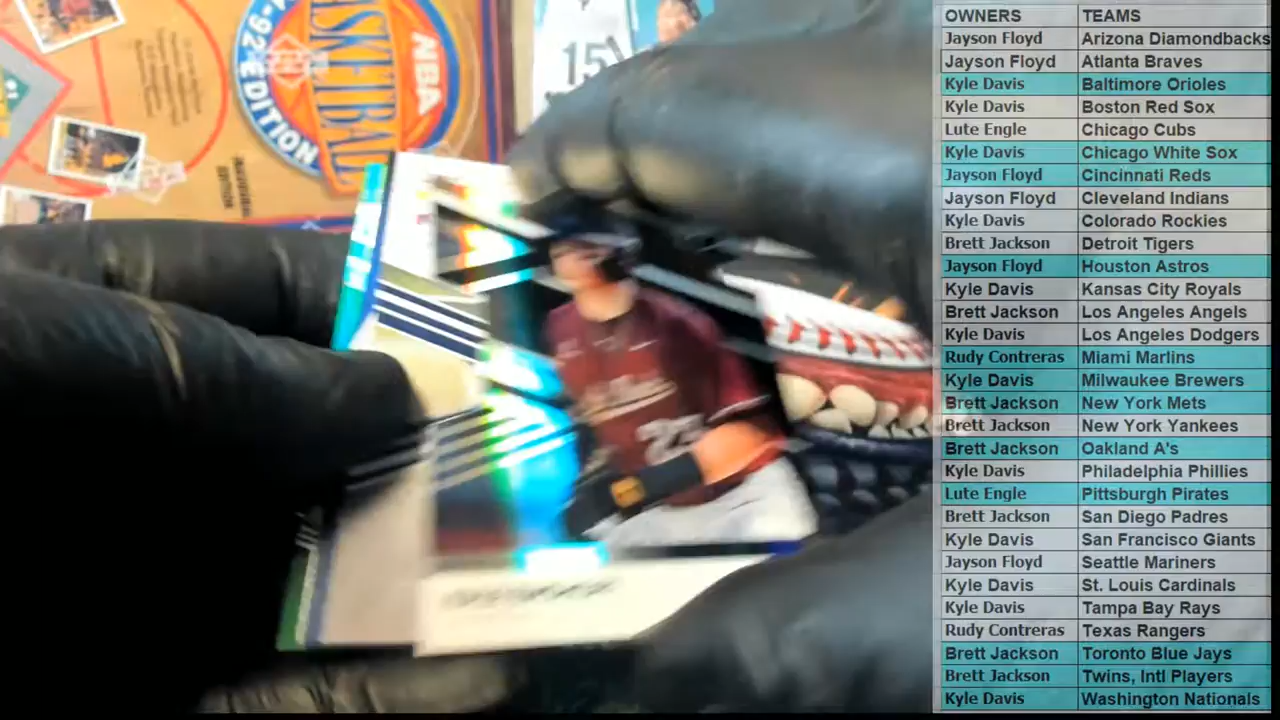 NBA
BASKETBALL
-92 EDITION
15
OWNERS TEAMS
Jayson Floyd Arizona Diamondbacks
Jayson Floyd Atlanta Braves
Kyle Davis Baltimore Orioles
Kyle Davis Boston Red Sox
Lute Engle Chicago Cubs
Kyle Davis Chicago White Sox
Jayson Floyd Cincinnati Reds
Jayson Floyd Cleveland Indians
Kyle Davis Colorado Rockies
Brett Jackson Detroit Tigers
Jayson Floyd Houston Astros
Kyle Davis Kansas City Royals
Brett Jackson Los Angeles Angels
Kyle Davis Los Angeles Dodgers
Rudy Contreras Miami Marlins
Kyle Davis Milwaukee Brewers
Brett Jackson New York Mets
Brett Jackson New York Yankees
Brett Jackson Oakland A's
Kyle Davis Philadelphia Phillies
Lute Engle Pittsburgh Pirates
Brett Jackson San Diego Padres
Kyle Davis San Francisco Giants
Jayson Floyd Seattle Mariners
Kyle Davis St. Louis Cardinals
Kyle Davis Tampa Bay Rays
Rudy Contreras Texas Rangers
Brett Jackson Toronto Blue Jays
Brett Jackson Twins, Intl Players
Kyle Davis Washington Nationals